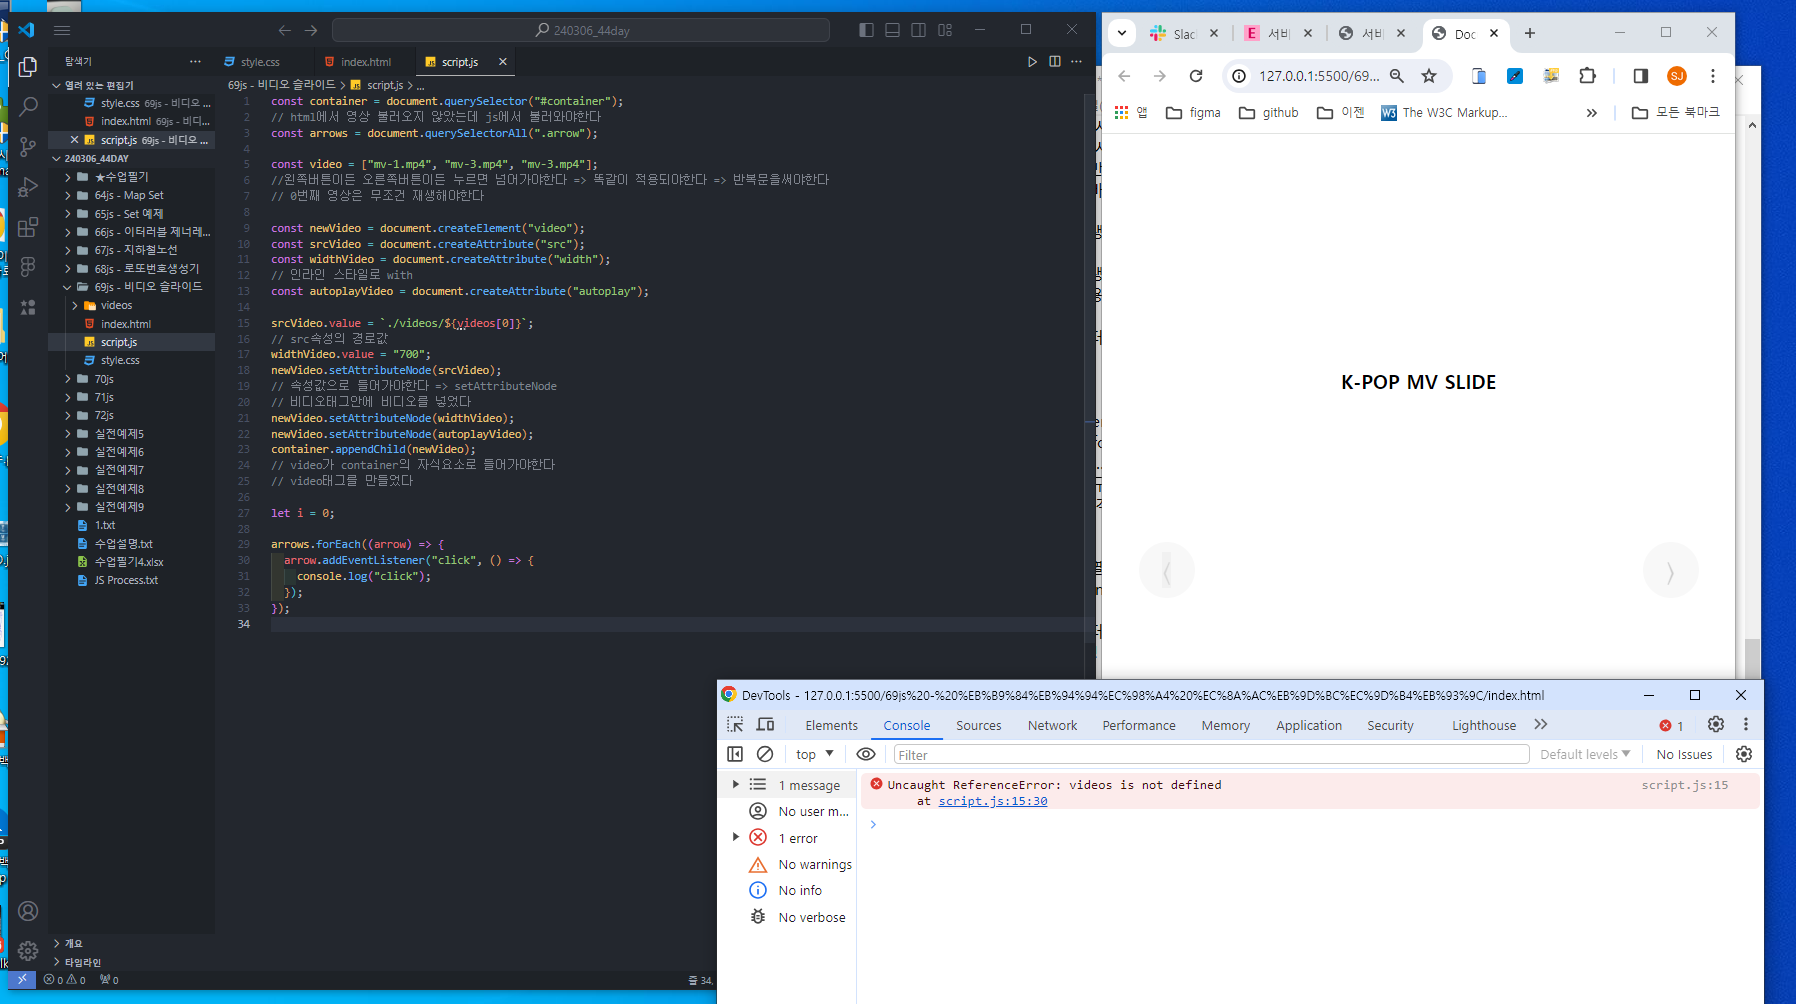 240306_44day
탐색기
열려 있는 편집기
style.css 69js - 비디오 ...
index.html 69js - 비디...
script.js 69js - 비디오 ...
240306_44DAY
★수업필기
64js - Map Set
65js - Set 예제
66js - 이터러블 제너레...
67js - 지하철노선
68js - 로또번호생성기
69js - 비디오 슬라이드
videos
index.html
script.js
style.css
70js
71js
72js
실전예제5
실전예제6
실전예제7
실전예제8
실전예제9
1.txt
수업설명.txt
수업필기4.xlsx
JS Process.txt
개요
타임라인
0 0 0
줄 34,
style.css
index.html
script.js
69js - 비디오 슬라이드 > script.js > ...
1 const container = document.querySelector("#container");
2 // html에서 영상 불러오지 않았는데 js에서 불러와야한다
3 const arrows = document.querySelectorAll(".arrow");
4
5 const video = ["mv-1.mp4", "mv-3.mp4", "mv-3.mp4"];
6 //왼쪽버튼이든 오른쪽버튼이든 누르면 넘어가야한다 => 똑같이 적용되야한다 => 반복문을써야한다
7 // 0번째 영상은 무조건 재생해야한다
8
9 const newVideo = document.createElement("video");
10 const srcVideo = document.createAttribute("src");
11 const widthVideo = document.createAttribute("width");
12 // 인라인 스타일로 with
13 const autoplayVideo = document.createAttribute("autoplay");
14
15 srcVideo.value = `./videos/${videos[0]}`;
16 // src속성의 경로값
17 widthVideo.value = "700";
18 newVideo.setAttributeNode(srcVideo);
19 // 속성값으로 들어가야한다 => setAttributeNode
20 // 비디오태그안에 비디오를 넣었다
21 newVideo.setAttributeNode(widthVideo);
22 newVideo.setAttributeNode(autoplayVideo);
23 container.appendChild(newVideo);
24 // video가 container의 자식요소로 들어가야한다
25 // video태그를 만들었다
26
27 let i = 0;
28
29 arrows.forEach((arrow) => {
30 arrow.addEventListener("click", () => {
31 console.log("click");
32 });
33 });
34
Slac
서비
서비
Doc
127.0.0.1:5500/69...
SJ
앱
figma
github
이젠
The W3C Markup...
모든 북마크
K-POP MV SLIDE
〈
〉
DevTools - 127.0.0.1:5500/69js%20-%20%EB%B9%84%EB%94%94%EC%98%A4%20%EC%8A%AC%EB%9D%BC%EC%9D%B4%EB%93%9C/index.html
Elements Console Sources Network Performance Memory Application Security Lighthouse 1
top Filter Default levels No Issues
1 message
No user m...
1 error
No warnings
No info
No verbose
Uncaught ReferenceError: videos is not defined script.js:15
at script.js:15:30